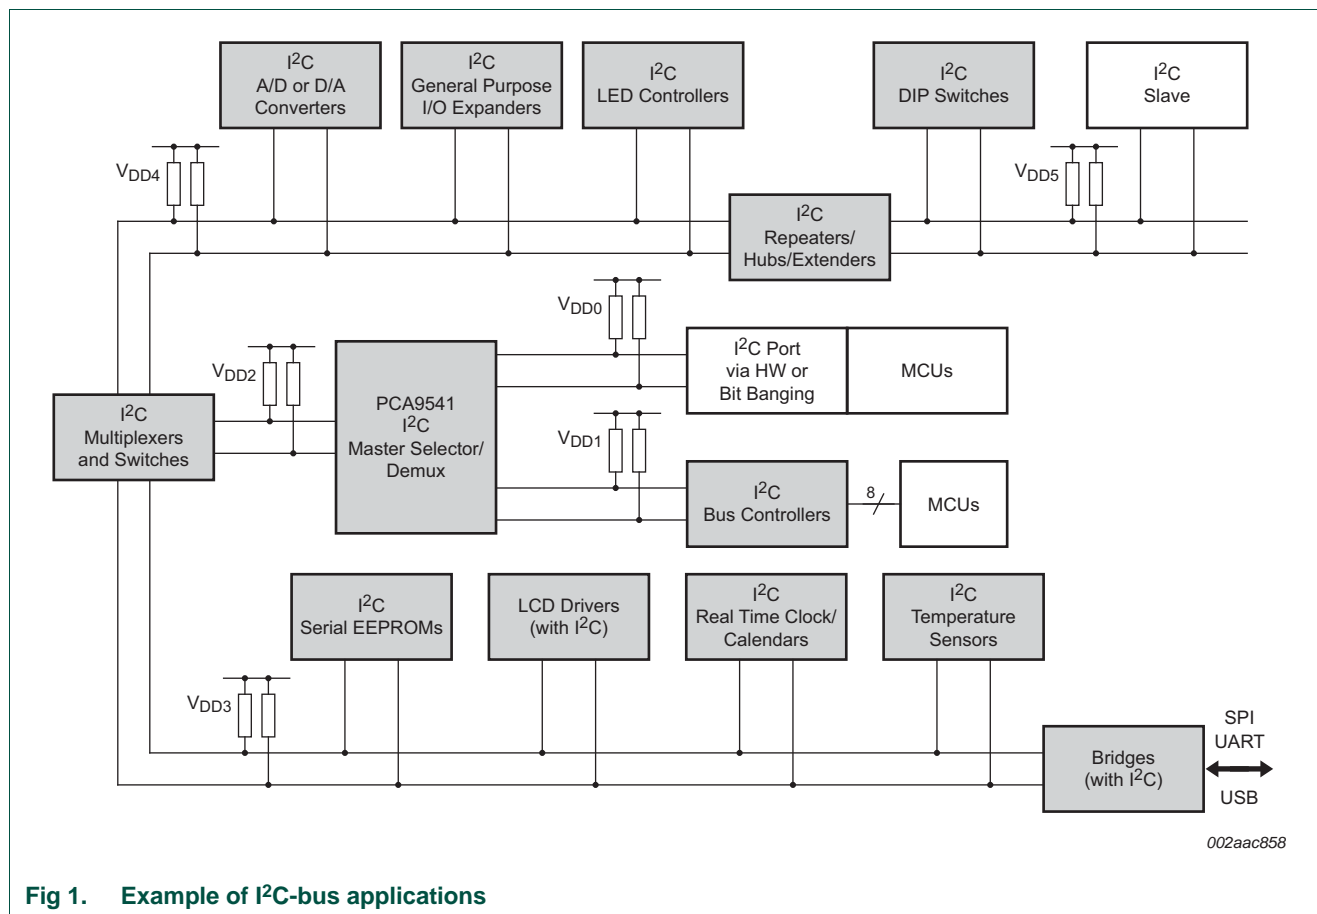 I²C
A/D or D/A
Converters
I²C
General Purpose
I/O Expanders
I²C
LED Controllers
I²C
DIP Switches
I²C
Slave
VDD4
VDD5
I²C
Repeaters/
Hubs/Extenders
VDD0
I²C Port
via HW or
Bit Banging
MCUs
VDD2
PCA9541
I²C
Master Selector/
Demux
I²C
Multiplexers
and Switches
VDD1
I²C
Bus Controllers
8
MCUs
I²C
Serial EEPROMs
LCD Drivers
(with I²C)
I²C
Real Time Clock/
Calendars
I²C
Temperature
Sensors
VDD3
Bridges
(with I²C)
SPI
UART
USB
002aac858
Fig 1. Example of I²C-bus applications